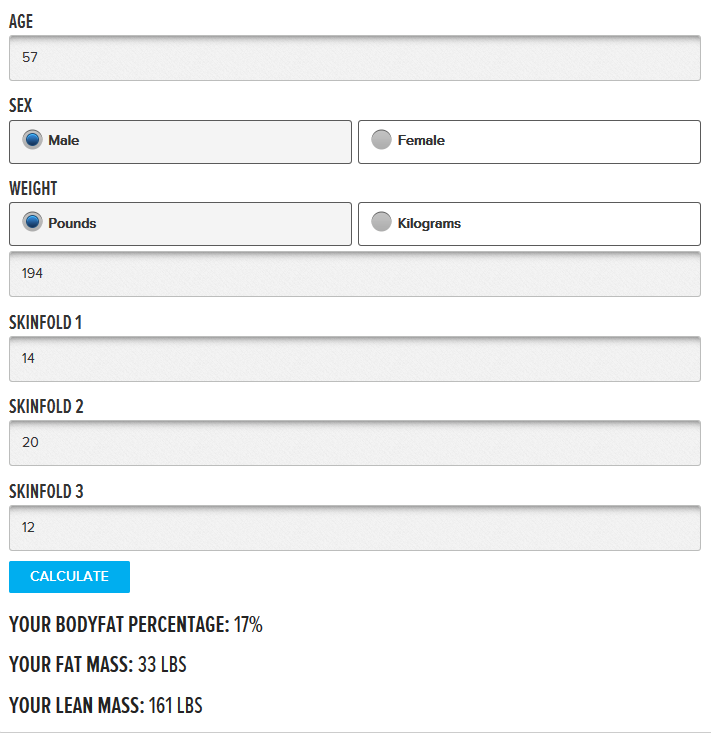 AGE
57
SEX
Male Female
WEIGHT
Pounds Kilograms
194
SKINFOLD 1
14
SKINFOLD 2
20
SKINFOLD 3
12
CALCULATE
YOUR BODYFAT PERCENTAGE: 17%
YOUR FAT MASS: 33 LBS
YOUR LEAN MASS: 161 LBS